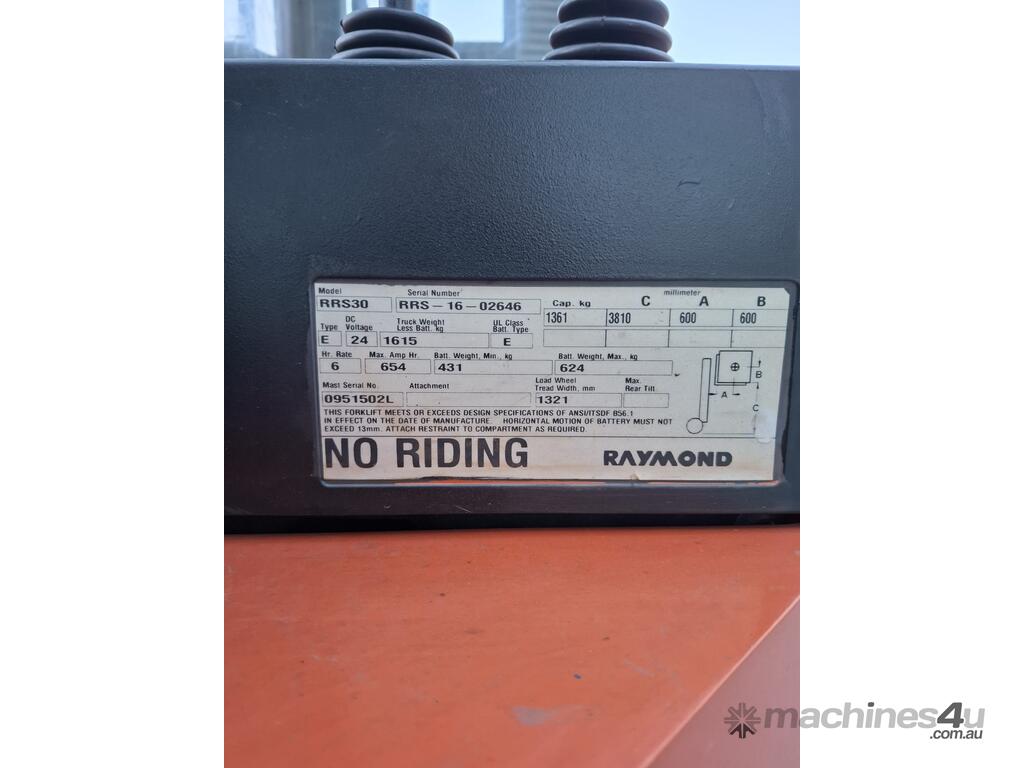 Model Serial Number
RRS30 RRS-16-02646
Cap. kg millimeter C A B
1361 3810 600 600
Type DC Voltage Truck Weight Less Batt. kg UL Class Batt. Type
E 24 1615 E
Hr. Rate Max. Amp Hr. Batt. Weight, Min., kg Batt. Weight, Max., kg
6 654 431 624
Mast Serial No. Attachment Load Wheel Tread Width, mm Max. Rear Tilt
0951502L 1321
A B C
THIS FORKLIFT MEETS OR EXCEEDS DESIGN SPECIFICATIONS OF ANSI/ITSDF B56.1
IN EFFECT ON THE DATE OF MANUFACTURE. HORIZONTAL MOTION OF BATTERY MUST NOT
EXCEED 13mm. ATTACH RESTRAINT TO COMPARTMENT AS REQUIRED.
NO RIDING RAYMOND
machines4u
.com.au